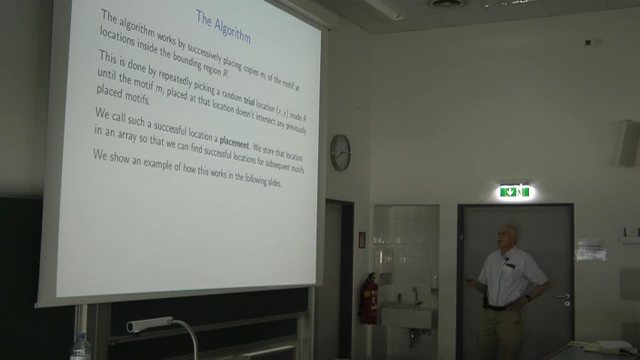 The Algorithm
The algorithm works by successively placing copies mᵢ of the motif at
locations inside the bounding region R.
This is done by repeatedly picking a random trial location (x, y) inside R
until the motif mᵢ placed at that location doesn't intersect any previously
placed motifs.
We call such a successful location a placement. We store that location
in an array so that we can find successful locations for subsequent motifs.
We show an example of how this works in the following slides.